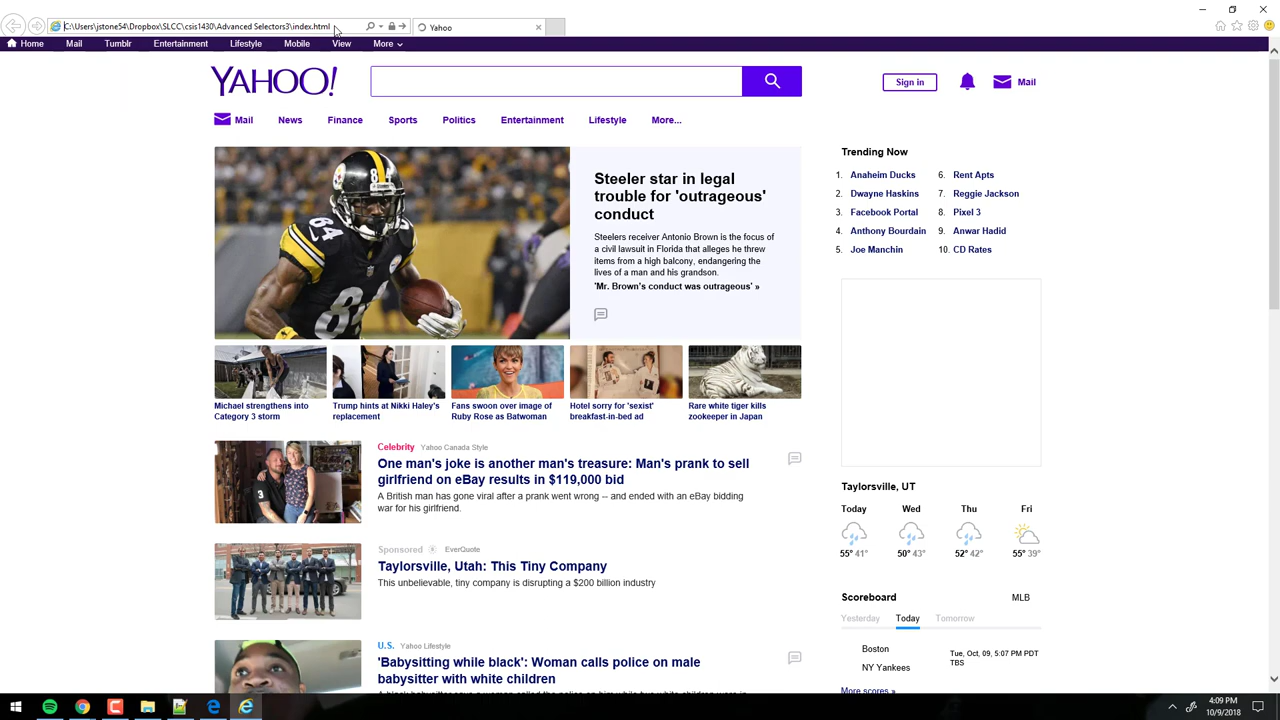 C:\Users\jstone54\Dropbox\SLCC\csis1430\Advanced Selectors3\index.html
Yahoo
Home Mail Tumblr Entertainment Lifestyle Mobile View More
YAHOO!
Sign in
Mail
Mail News Finance Sports Politics Entertainment Lifestyle More...
Steeler star in legal
trouble for 'outrageous'
conduct
Steelers receiver Antonio Brown is the focus of
a civil lawsuit in Florida that alleges he threw
items from a high balcony, endangering the
lives of a man and his grandson.
'Mr. Brown's conduct was outrageous' »
84
Michael strengthens into
Category 3 storm
Trump hints at Nikki Haley's
replacement
Fans swoon over image of
Ruby Rose as Batwoman
Hotel sorry for 'sexist'
breakfast-in-bed ad
Rare white tiger kills
zookeeper in Japan
Celebrity Yahoo Canada Style
One man's joke is another man's treasure: Man's prank to sell
girlfriend on eBay results in $119,000 bid
A British man has gone viral after a prank went wrong -- and ended with an eBay bidding
war for his girlfriend.
Sponsored EverQuote
Taylorsville, Utah: This Tiny Company
This unbelievable, tiny company is disrupting a $200 billion industry
U.S. Yahoo Lifestyle
'Babysitting while black': Woman calls police on male
babysitter with white children
Trending Now
1. Anaheim Ducks
2. Dwayne Haskins
3. Facebook Portal
4. Anthony Bourdain
5. Joe Manchin
6. Rent Apts
7. Reggie Jackson
8. Pixel 3
9. Anwar Hadid
10. CD Rates
Taylorsville, UT
Today Wed Thu Fri
55° 41° 50° 43° 52° 42° 55° 39°
Scoreboard MLB
Yesterday Today Tomorrow
Boston
NY Yankees
Tue, Oct, 09, 5:07 PM PDT
TBS
More scores »
4:09 PM
10/9/2018